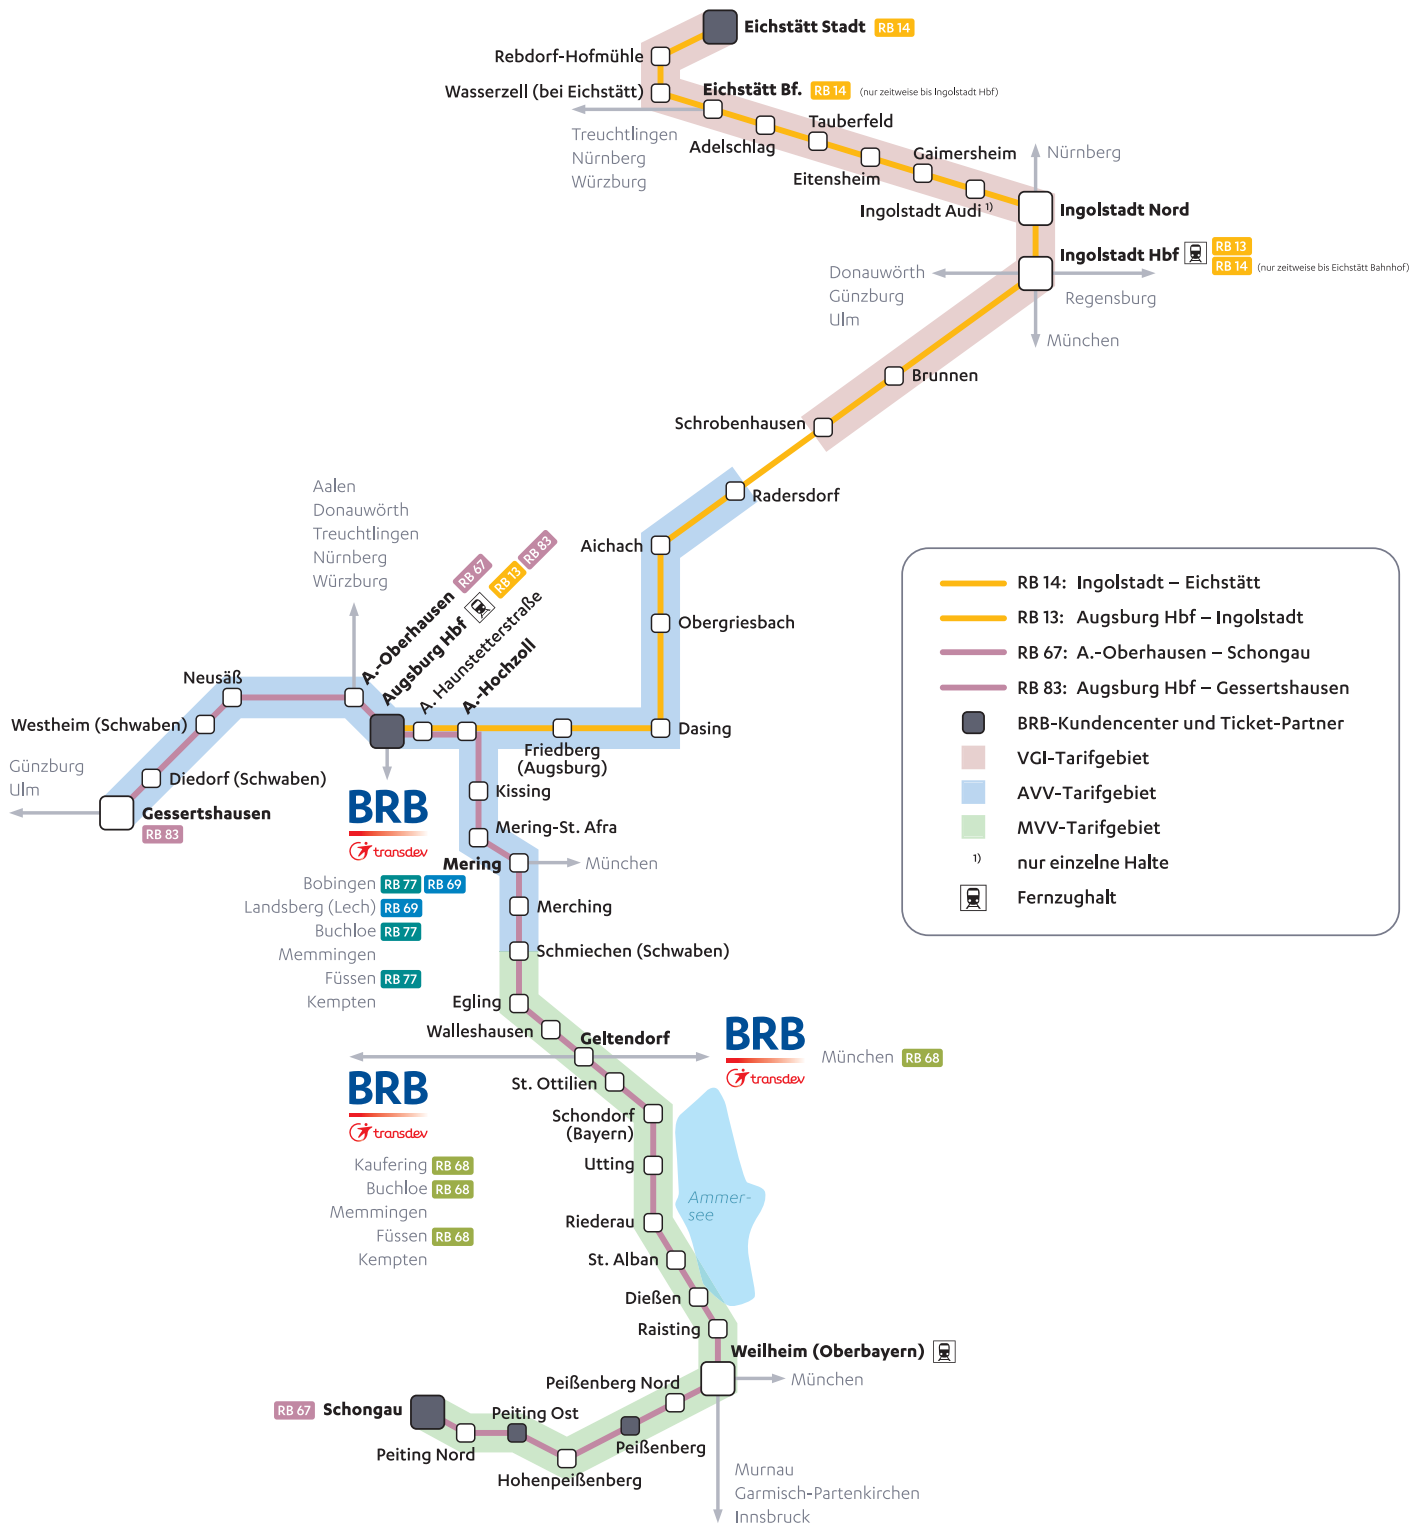 Eichstätt Stadt RB 14
Rebdorf-Hofmühle
Wasserzell (bei Eichstätt)
Eichstätt Bf. RB 14 (nur zeitweise bis Ingolstadt Hbf)
Treuchtlingen
Nürnberg
Würzburg
Adelschlag
Tauberfeld
Eitensheim
Gaimersheim
Ingolstadt Audi 1)
Nürnberg
Ingolstadt Nord
Ingolstadt Hbf RB 13
RB 14 (nur zeitweise bis Eichstätt Bahnhof)
Donauwörth
Günzburg
Ulm
Regensburg
München
Brunnen
Schrobenhausen
Radersdorf
Aichach
Obergriesbach
Dasing
Friedberg
(Augsburg)
Aalen
Donauwörth
Treuchtlingen
Nürnberg
Würzburg
A.-Oberhausen RB 67
Augsburg Hbf RB 13 RB 83
A. Haunstetterstraße
A.-Hochzoll
Neusäß
Westheim (Schwaben)
Diedorf (Schwaben)
Günzburg
Ulm
Gessertshausen
RB 83
BRB
transdev
Bobingen RB 77 RB 69
Landsberg (Lech) RB 69
Buchloe RB 77
Memmingen
Füssen RB 77
Kempten
Kissing
Mering-St. Afra
Mering
München
Merching
Schmiechen (Schwaben)
Egling
Walleshausen
Geltendorf
BRB
transdev
München RB 68
BRB
transdev
Kaufering RB 68
Buchloe RB 68
Memmingen
Füssen RB 68
Kempten
St. Ottilien
Schondorf
(Bayern)
Utting
Riederau
St. Alban
Dießen
Raisting
Ammer-
see
Weilheim (Oberbayern)
München
Murnau
Garmisch-Partenkirchen
Innsbruck
Peißenberg Nord
Peißenberg
Hohenpeißenberg
Peiting Ost
Peiting Nord
RB 67 Schongau
RB 14: Ingolstadt – Eichstätt
RB 13: Augsburg Hbf – Ingolstadt
RB 67: A.-Oberhausen – Schongau
RB 83: Augsburg Hbf – Gessertshausen
BRB-Kundencenter und Ticket-Partner
VGI-Tarifgebiet
AVV-Tarifgebiet
MVV-Tarifgebiet
1) nur einzelne Halte
Fernzughalt